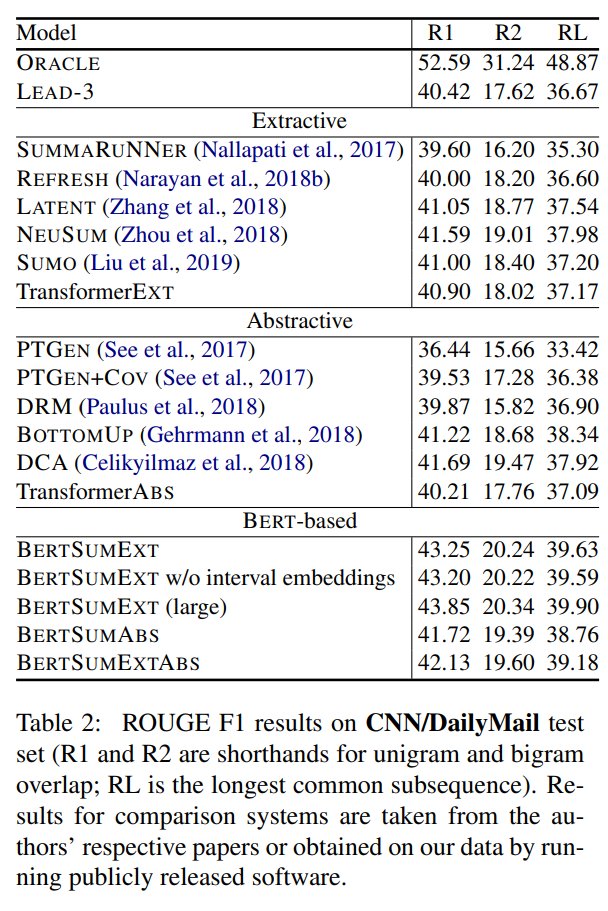 Model R1 R2 RL
ORACLE 52.59 31.24 48.87
LEAD-3 40.42 17.62 36.67
Extractive
SUMMARUNNER (Nallapati et al., 2017) 39.60 16.20 35.30
REFRESH (Narayan et al., 2018b) 40.00 18.20 36.60
LATENT (Zhang et al., 2018) 41.05 18.77 37.54
NEUSUM (Zhou et al., 2018) 41.59 19.01 37.98
SUMO (Liu et al., 2019) 41.00 18.40 37.20
TransformerEXT 40.90 18.02 37.17
Abstractive
PTGEN (See et al., 2017) 36.44 15.66 33.42
PTGEN+COV (See et al., 2017) 39.53 17.28 36.38
DRM (Paulus et al., 2018) 39.87 15.82 36.90
BOTTOMUP (Gehrmann et al., 2018) 41.22 18.68 38.34
DCA (Celikyilmaz et al., 2018) 41.69 19.47 37.92
TransformerABS 40.21 17.76 37.09
BERT-based
BERTSUMEXT 43.25 20.24 39.63
BERTSUMEXT w/o interval embeddings 43.20 20.22 39.59
BERTSUMEXT (large) 43.85 20.34 39.90
BERTSUMABS 41.72 19.39 38.76
BERTSUMEXTABS 42.13 19.60 39.18
Table 2: ROUGE F1 results on CNN/DailyMail test
set (R1 and R2 are shorthands for unigram and bigram
overlap; RL is the longest common subsequence). Re-
sults for comparison systems are taken from the au-
thors' respective papers or obtained on our data by run-
ning publicly released software.